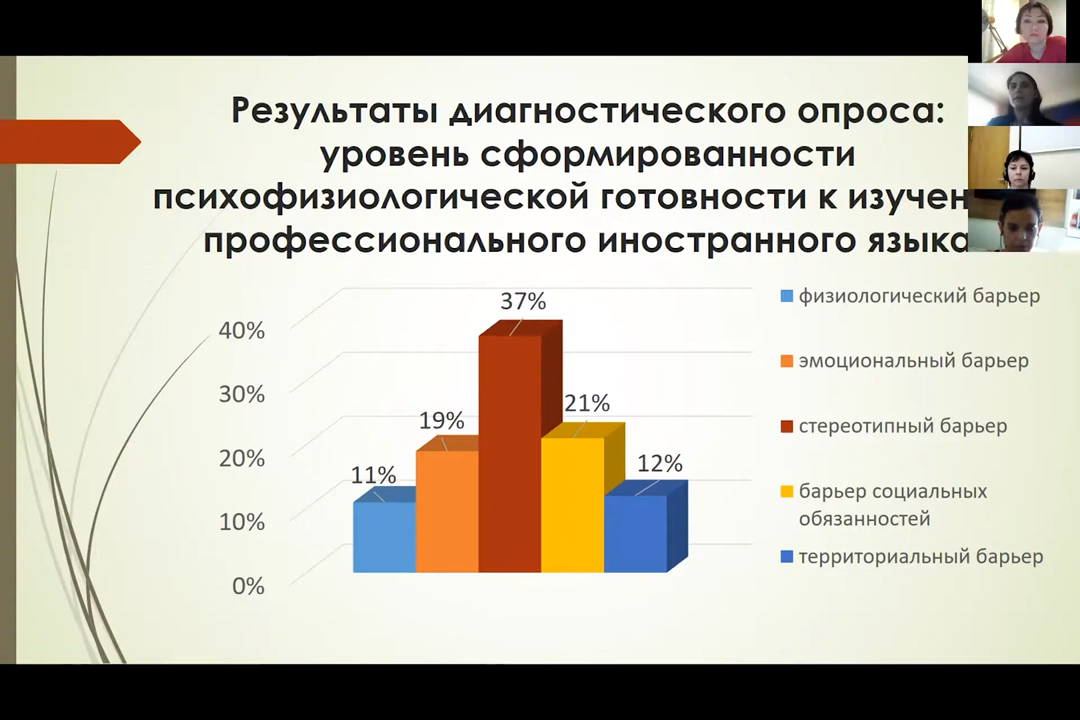 Результаты диагностического опроса:
уровень сформированности
психофизиологической готовности к изучен
профессионального иностранного языка
37%
21%
19%
12%
11%
40%
30%
20%
10%
0%
физиологический барьер
эмоциональный барьер
стереотипный барьер
барьер социальных
обязанностей
территориальный барьер